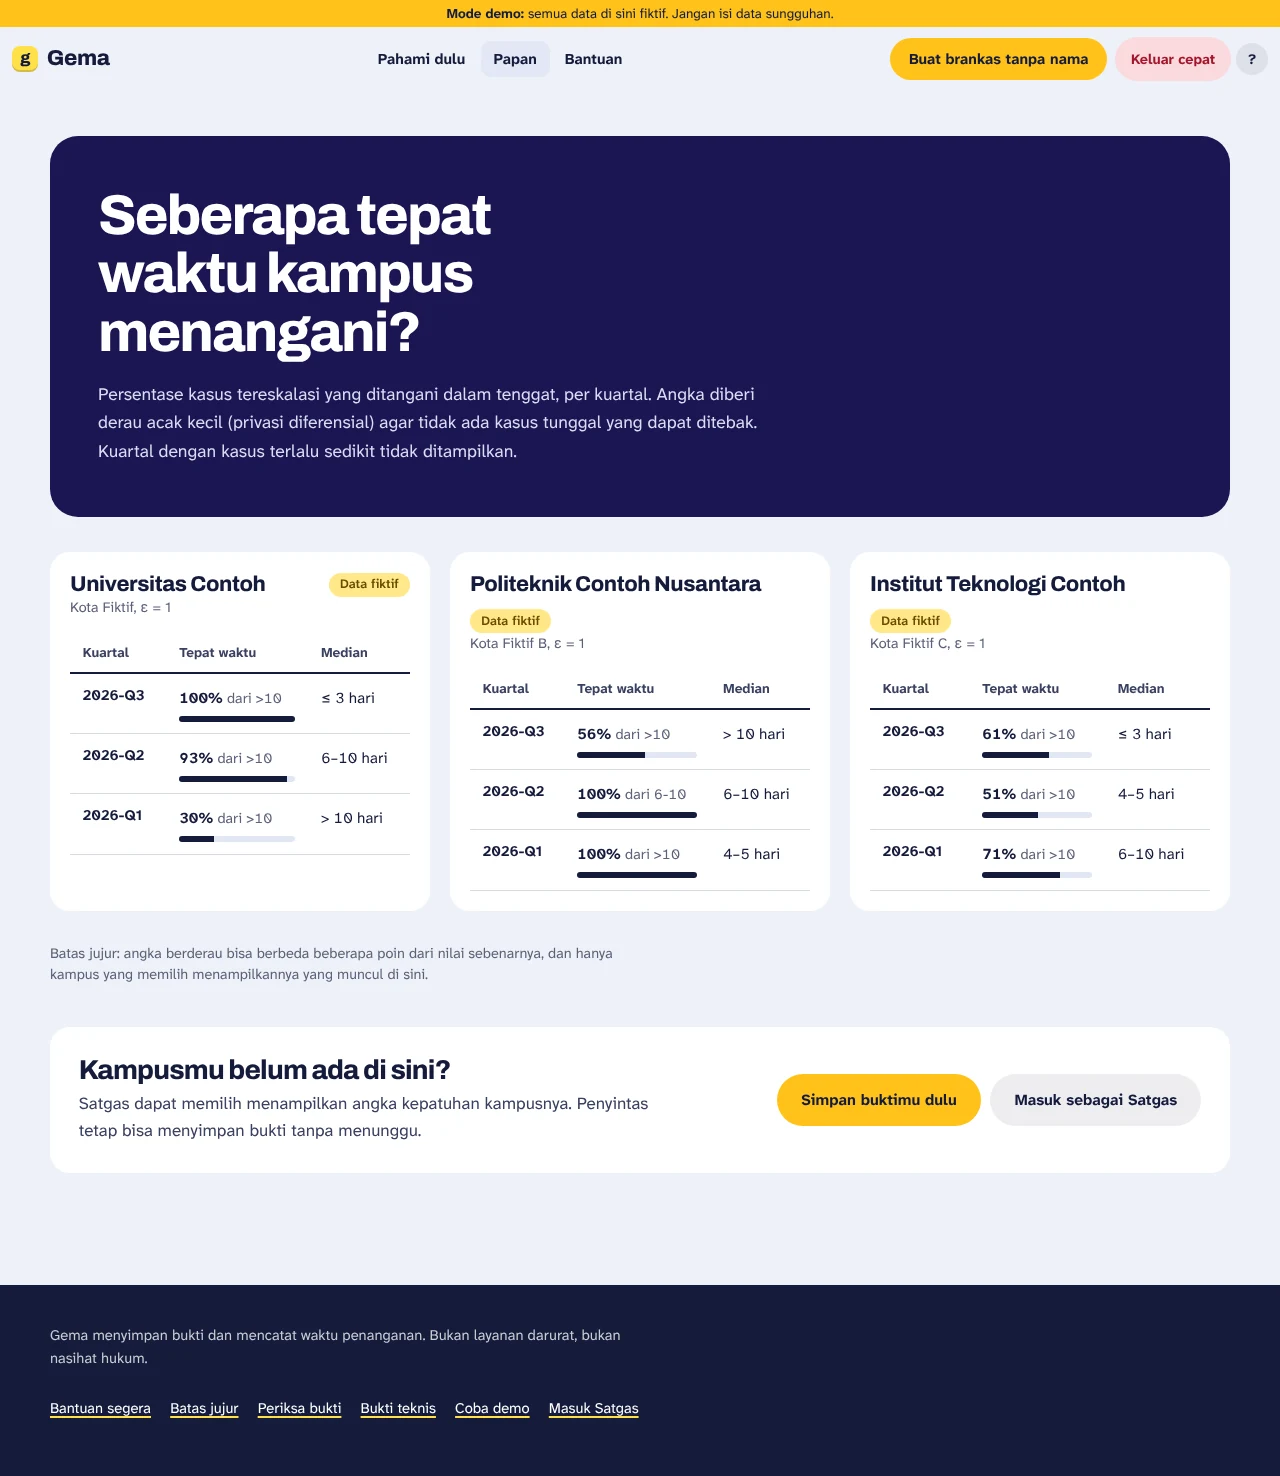 Mode demo: semua data di sini fiktif. Jangan isi data sungguhan.
g Gema
Pahami dulu
Papan
Bantuan
Buat brankas tanpa nama
Keluar cepat
?
Seberapa tepat
waktu kampus
menangani?
Persentase kasus tereskalasi yang ditangani dalam tenggat, per kuartal. Angka diberi
derau acak kecil (privasi diferensial) agar tidak ada kasus tunggal yang dapat ditebak.
Kuartal dengan kasus terlalu sedikit tidak ditampilkan.
Universitas Contoh
Data fiktif
Kota Fiktif, ε = 1
Kuartal Tepat waktu Median
2026-Q3 100% dari >10 ≤ 3 hari
2026-Q2 93% dari >10 6–10 hari
2026-Q1 30% dari >10 > 10 hari
Politeknik Contoh Nusantara
Data fiktif
Kota Fiktif B, ε = 1
Kuartal Tepat waktu Median
2026-Q3 56% dari >10 > 10 hari
2026-Q2 100% dari 6-10 6–10 hari
2026-Q1 100% dari >10 4–5 hari
Institut Teknologi Contoh
Data fiktif
Kota Fiktif C, ε = 1
Kuartal Tepat waktu Median
2026-Q3 61% dari >10 ≤ 3 hari
2026-Q2 51% dari >10 4–5 hari
2026-Q1 71% dari >10 6–10 hari
Batas jujur: angka berderau bisa berbeda beberapa poin dari nilai sebenarnya, dan hanya
kampus yang memilih menampilkannya yang muncul di sini.
Kampusmu belum ada di sini?
Satgas dapat memilih menampilkan angka kepatuhan kampusnya. Penyintas
tetap bisa menyimpan bukti tanpa menunggu.
Simpan buktimu dulu
Masuk sebagai Satgas
Gema menyimpan bukti dan mencatat waktu penanganan. Bukan layanan darurat, bukan
nasihat hukum.
Bantuan segera Batas jujur Periksa bukti Bukti teknis Coba demo Masuk Satgas